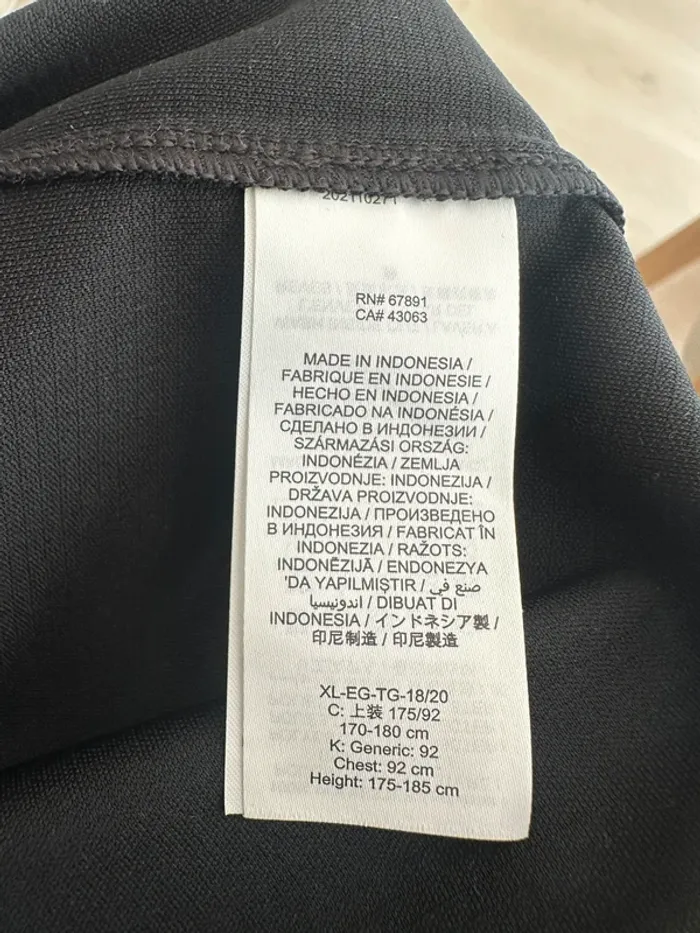 RN# 67891
CA# 43063
MADE IN INDONESIA /
FABRIQUE EN INDONESIE /
HECHO EN INDONESIA /
FABRICADO NA INDONÉSIA /
СДЕЛАНО В ИНДОНЕЗИИ /
SZÁRMAZÁSI ORSZÁG:
INDONÉZIA / ZEMLJA
PROIZVODNJE: INDONEZIJA /
DRŽAVA PROIZVODNJE:
INDONEZIJA / ПРОИЗВЕДЕНО
В ИНДОНЕЗИЯ / FABRICAT ÎN
INDONEZIA / RAŽOTS:
INDONĒZIJĀ / ENDONEZYA
'DA YAPILMIŞTIR / صنع في
اندونيسيا / DIBUAT DI
INDONESIA / インドネシア製 /
印尼制造 / 印尼製造
XL-EG-TG-18/20
C: 上装 175/92
170-180 cm
K: Generic: 92
Chest: 92 cm
Height: 175-185 cm